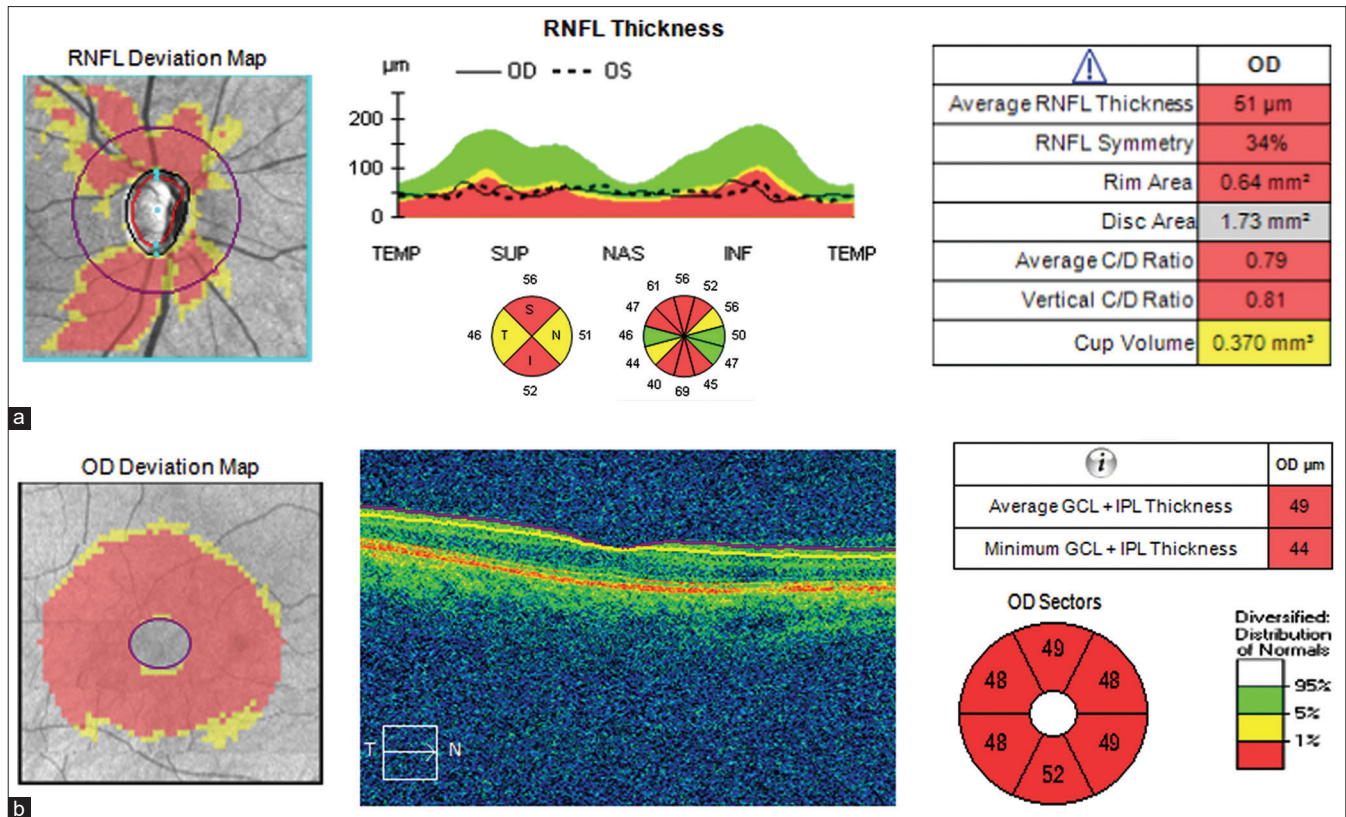 RNFL Thickness
RNFL Deviation Map
µm
OD OS
200
100
0
TEMP SUP NAS INF TEMP
56
S
46 T N 51
I
52
56
61 52
47 56
46 50
44 47
40 45
69
OD
Average RNFL Thickness 51 µm
RNFL Symmetry 34%
Rim Area 0.64 mm²
Disc Area 1.73 mm²
Average C/D Ratio 0.79
Vertical C/D Ratio 0.81
Cup Volume 0.370 mm³
a
OD Deviation Map
T N
i OD µm
Average GCL + IPL Thickness 49
Minimum GCL + IPL Thickness 44
OD Sectors
49
48 48
48 49
52
Diversified:
Distribution
of Normals
95%
5%
1%
b